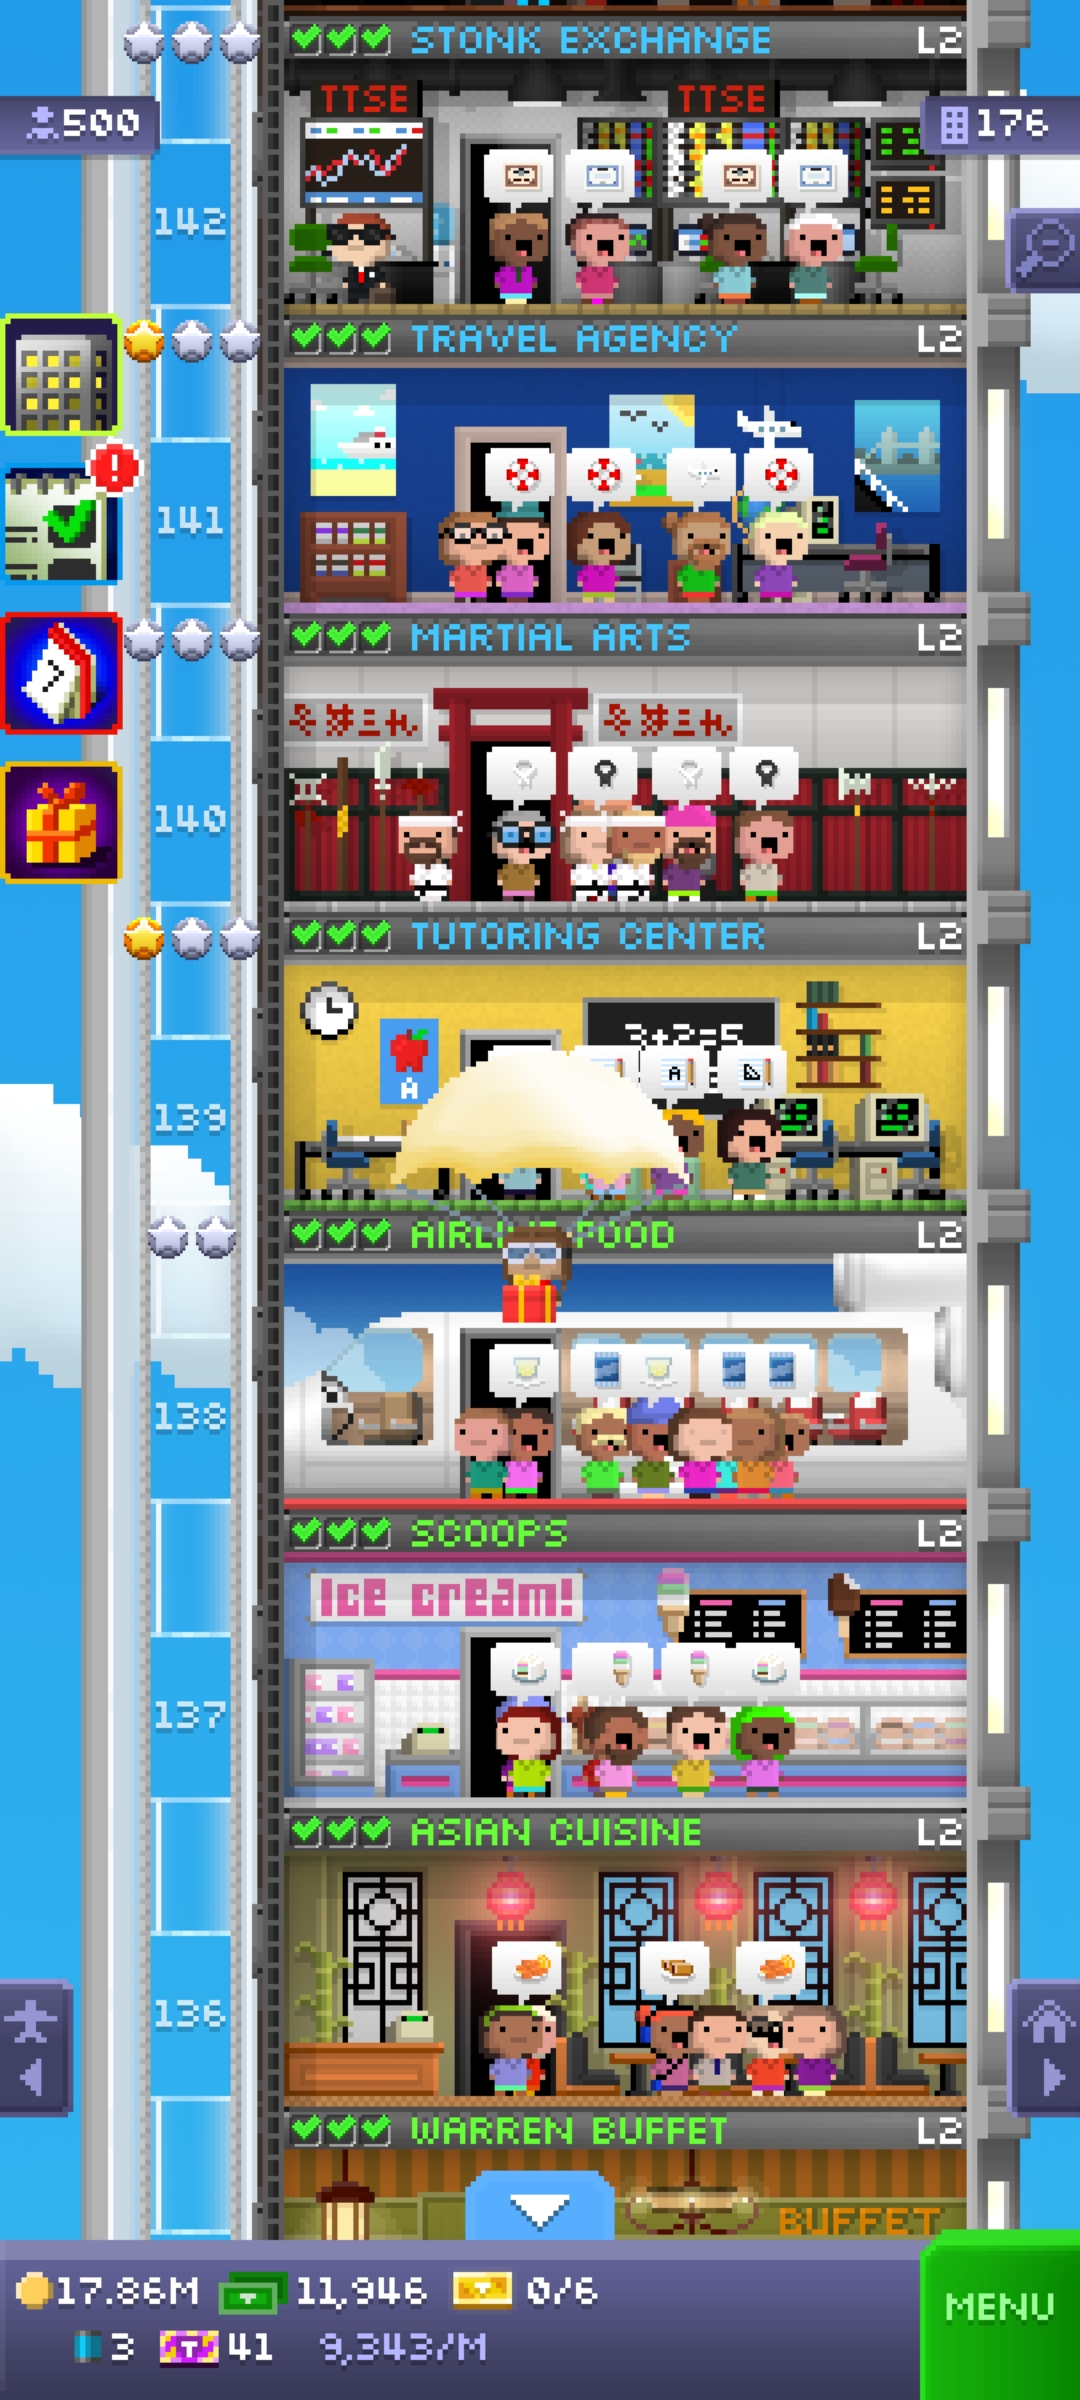 STONK EXCHANGE L2
TTSE TTSE
500
176
142
TRAVEL AGENCY L2
141
MARTIAL ARTS L2
7
140
TUTORING CENTER L2
3+2=5
A
A
139
AIRLINE FOOD L2
138
SCOOPS L2
Ice cream!
137
ASIAN CUISINE L2
136
WARREN BUFFET L2
BUFFET
17.86M 11,946 0/6
3 T 41 9,343/M
MENU